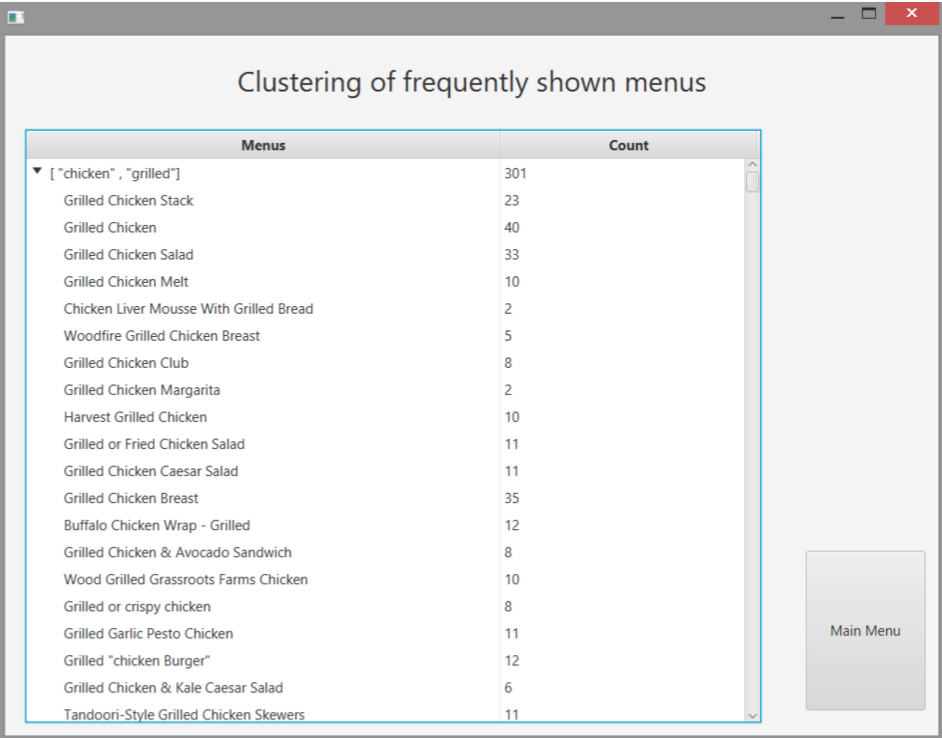 Clustering of frequently shown menus
Menus Count
[ "chicken" , "grilled"] 301
Grilled Chicken Stack 23
Grilled Chicken 40
Grilled Chicken Salad 33
Grilled Chicken Melt 10
Chicken Liver Mousse With Grilled Bread 2
Woodfire Grilled Chicken Breast 5
Grilled Chicken Club 8
Grilled Chicken Margarita 2
Harvest Grilled Chicken 10
Grilled or Fried Chicken Salad 11
Grilled Chicken Caesar Salad 11
Grilled Chicken Breast 35
Buffalo Chicken Wrap - Grilled 12
Grilled Chicken & Avocado Sandwich 8
Wood Grilled Grassroots Farms Chicken 10
Grilled or crispy chicken 8
Grilled Garlic Pesto Chicken 11
Grilled "chicken Burger" 12
Grilled Chicken & Kale Caesar Salad 6
Tandoori-Style Grilled Chicken Skewers 11
Main Menu